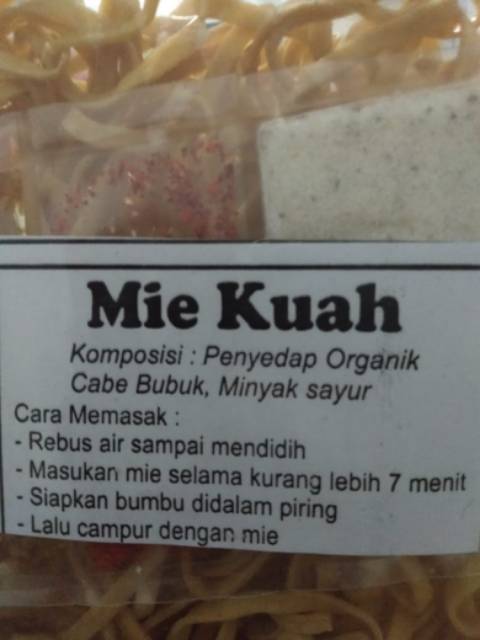 Mie Kuah
Komposisi : Penyedap Organik
Cabe Bubuk, Minyak sayur
Cara Memasak :
- Rebus air sampai mendidih
- Masukan mie selama kurang lebih 7 menit
- Siapkan bumbu didalam piring
- Lalu campur dengan mie